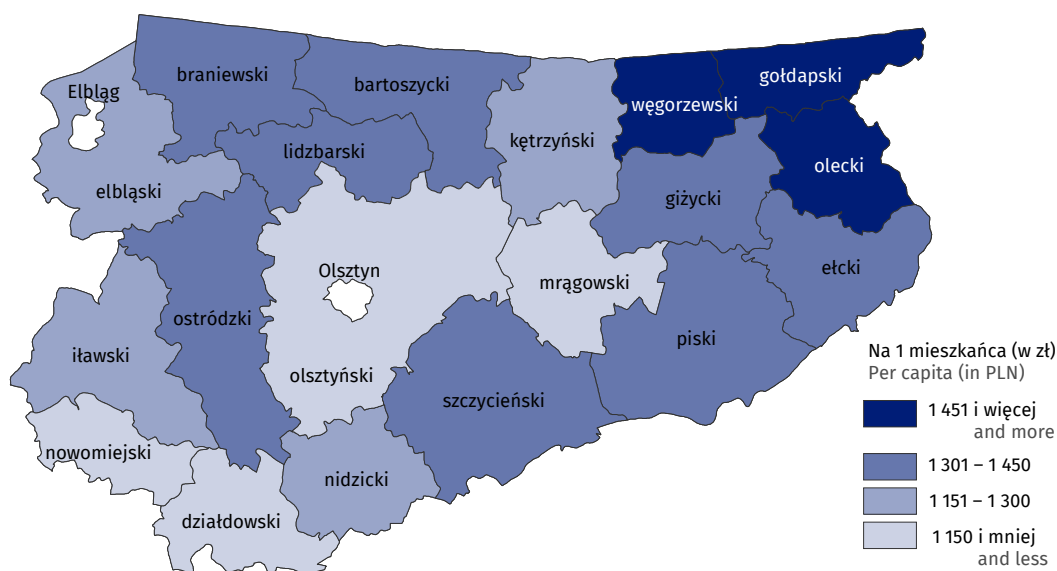 braniewski
bartoszycki
gołdapski
Elbląg
węgorzewski
kętrzyński
lidzbarski
olecki
elbląski
giżycki
Olsztyn
ełcki
mrągowski
ostródzki
piski
iławski
olsztyński
szczycieński
nowomiejski
nidzicki
działdowski
Na 1 mieszkańca (w zł)
Per capita (in PLN)
1 451 i więcej
and more
1 301 – 1 450
1 151 – 1 300
1 150 i mniej
and less